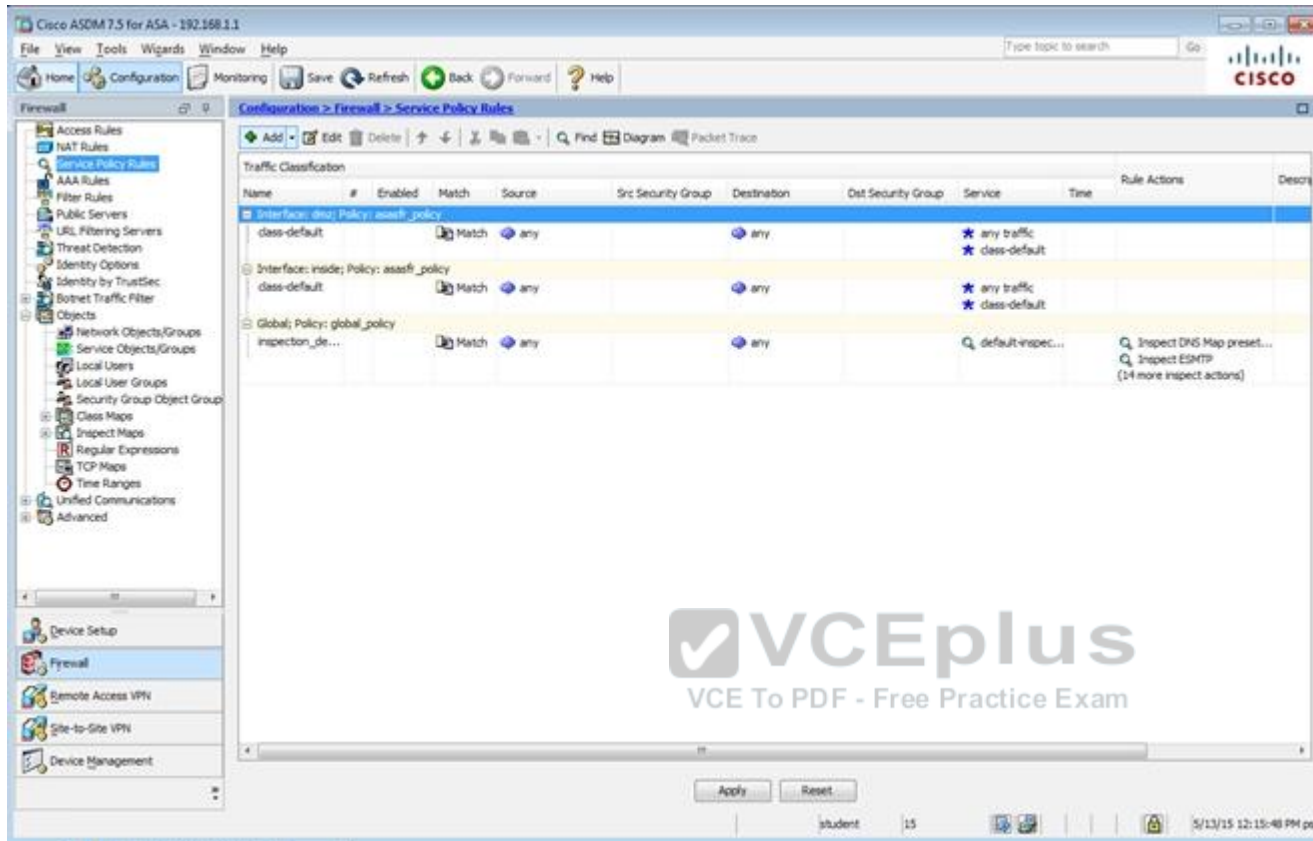 Cisco ASDM 7.5 for ASA - 192.168.1.1
File View Tools Wizards Window Help
Type topic to search Go
CISCO
Home Configuration Monitoring Save Refresh Back Forward Help
Firewall
Configuration > Firewall > Service Policy Rules
Add Edit Delete Find Diagram Packet Trace
Access Rules
NAT Rules
Service Policy Rules
AAA Rules
Filter Rules
Public Servers
URL Filtering Servers
Threat Detection
Identity Options
Identity by TrustSec
Botnet Traffic Filter
Objects
Network Objects/Groups
Service Objects/Groups
Local Users
Local User Groups
Security Group Object Group
Class Maps
Inspect Maps
Regular Expressions
TCP Maps
Time Ranges
Unified Communications
Advanced
Device Setup
Firewall
Remote Access VPN
Site-to-Site VPN
Device Management
Traffic Classification
Name # Enabled Match Source Src Security Group Destination Dst Security Group Service Time Rule Actions Descri
Interface: dmz; Policy: asasfr_policy
class-default Match any any any traffic
class-default
Interface: inside; Policy: asasfr_policy
class-default Match any any any traffic
class-default
Global; Policy: global_policy
inspection_de... Match any any default-inspec... Inspect DNS Map preset...
Inspect ESMTP
(14 more inspect actions)
VCEplus
VCE To PDF - Free Practice Exam
Apply Reset
student 15 5/13/15 12:15:48 PM